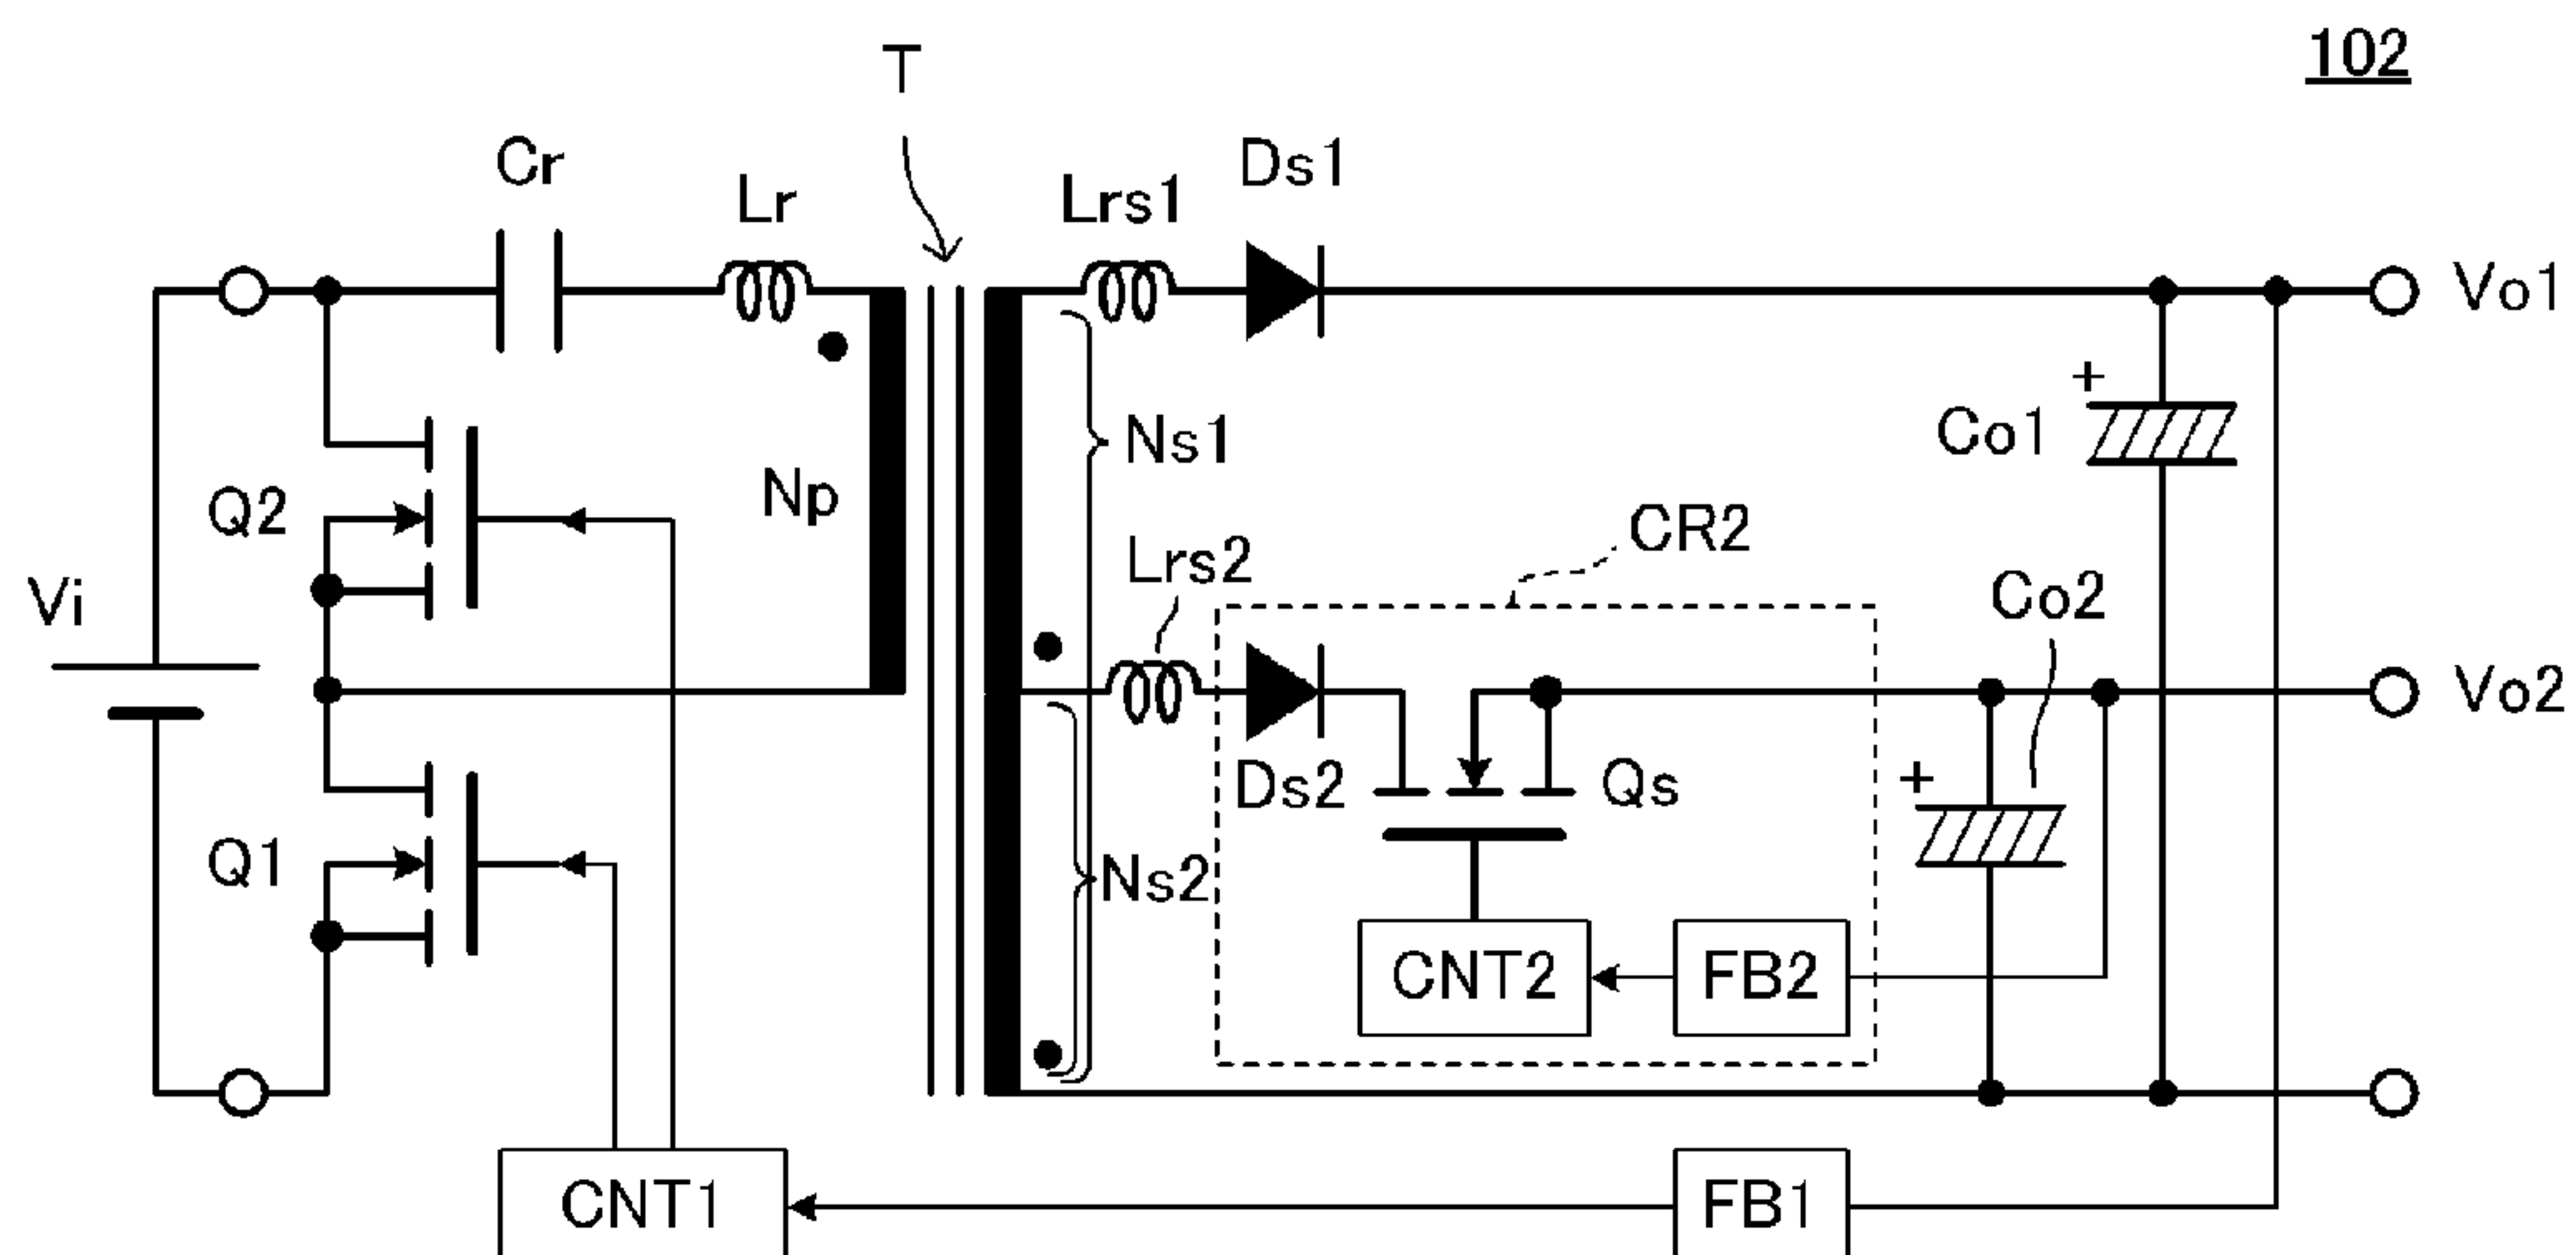 102
T
Cr
Lr
Lrs1
Ds1
Vo1
+
Co1
Ns1
Np
Q2
CR2
Lrs2
Co2
Vi
Vo2
+
Ds2
Qs
Q1
Ns2
CNT2
FB2
CNT1
FB1